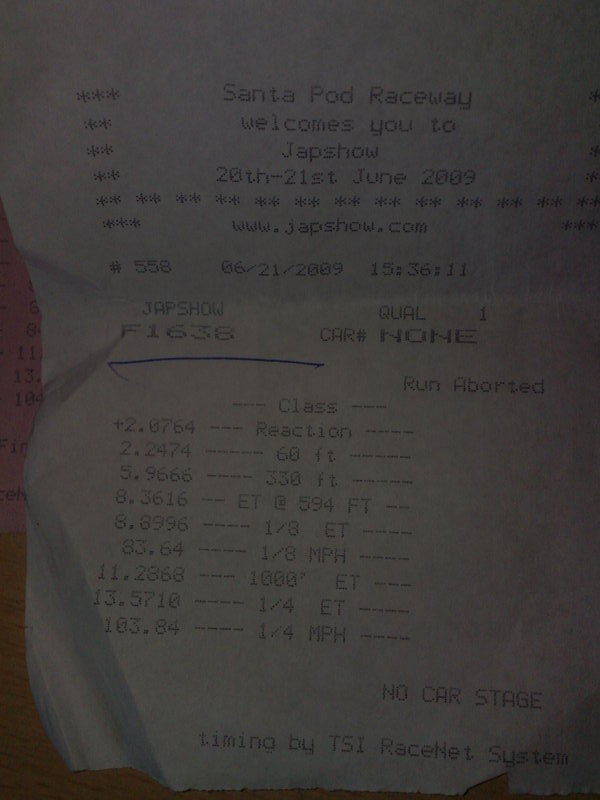 *** Santa Pod Raceway *
** welcomes you to
** Japshow *
** 20th-21st June 2009 *
** ** ** ** ** ** ** ** ** ** ** **
*** www.japshow.com ***
# 558 06/21/2009 15:36:11
JAPSHOW QUAL 1
F1638 CAR# NONE
Run Aborted
--- Class ---
+2.0764 --- Reaction -----
2.2474 ----- 60 ft ------
5.9666 ---- 330 ft -----
8.3616 -- ET @ 594 FT --
8.8996 ---- 1/8 ET ----
83.64 ---- 1/8 MPH ----
11.2868 --- 1000' ET ---
13.5710 ---- 1/4 ET ----
103.84 ---- 1/4 MPH ----
NO CAR STAGE
timing by TSI RaceNet System
11
13.
104